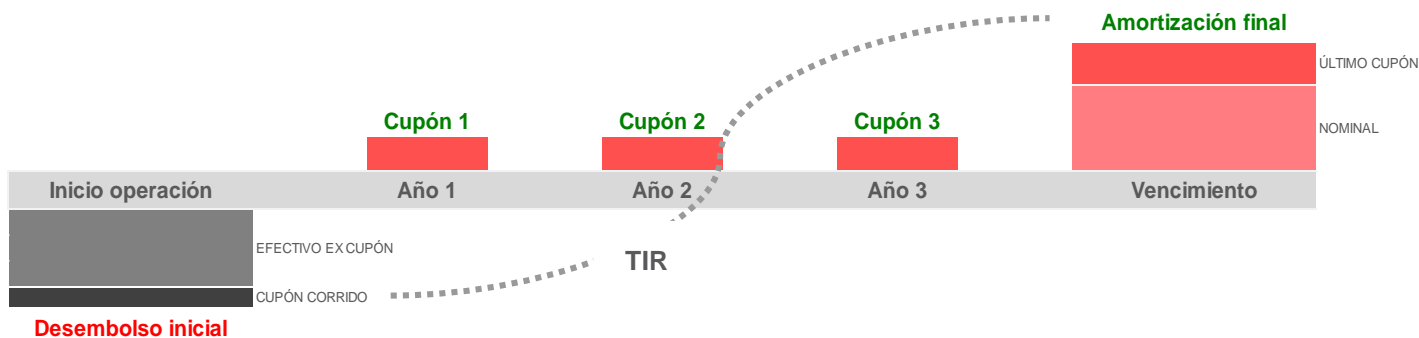 Amortización final
ÚLTIMO CUPÓN
Cupón 1
Cupón 2
Cupón 3
NOMINAL
Inicio operación
Año 1
Año 2
Año 3
Vencimiento
EFECTIVO EX CUPÓN
TIR
CUPÓN CORRIDO
Desembolso inicial